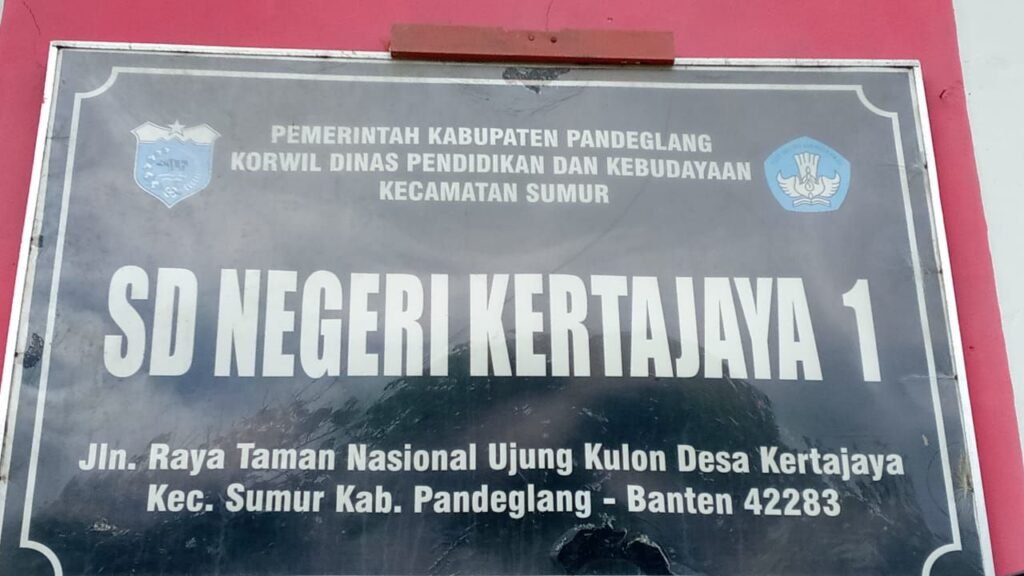 PEMERINTAH KABUPATEN PANDEGLANG
KORWIL DINAS PENDIDIKAN DAN KEBUDAYAAN
KECAMATAN SUMUR
SD NEGERI KERTAJAYA 1
Jln. Raya Taman Nasional Ujung Kulon Desa Kertajaya
Kec. Sumur Kab. Pandeglang - Banten 42283